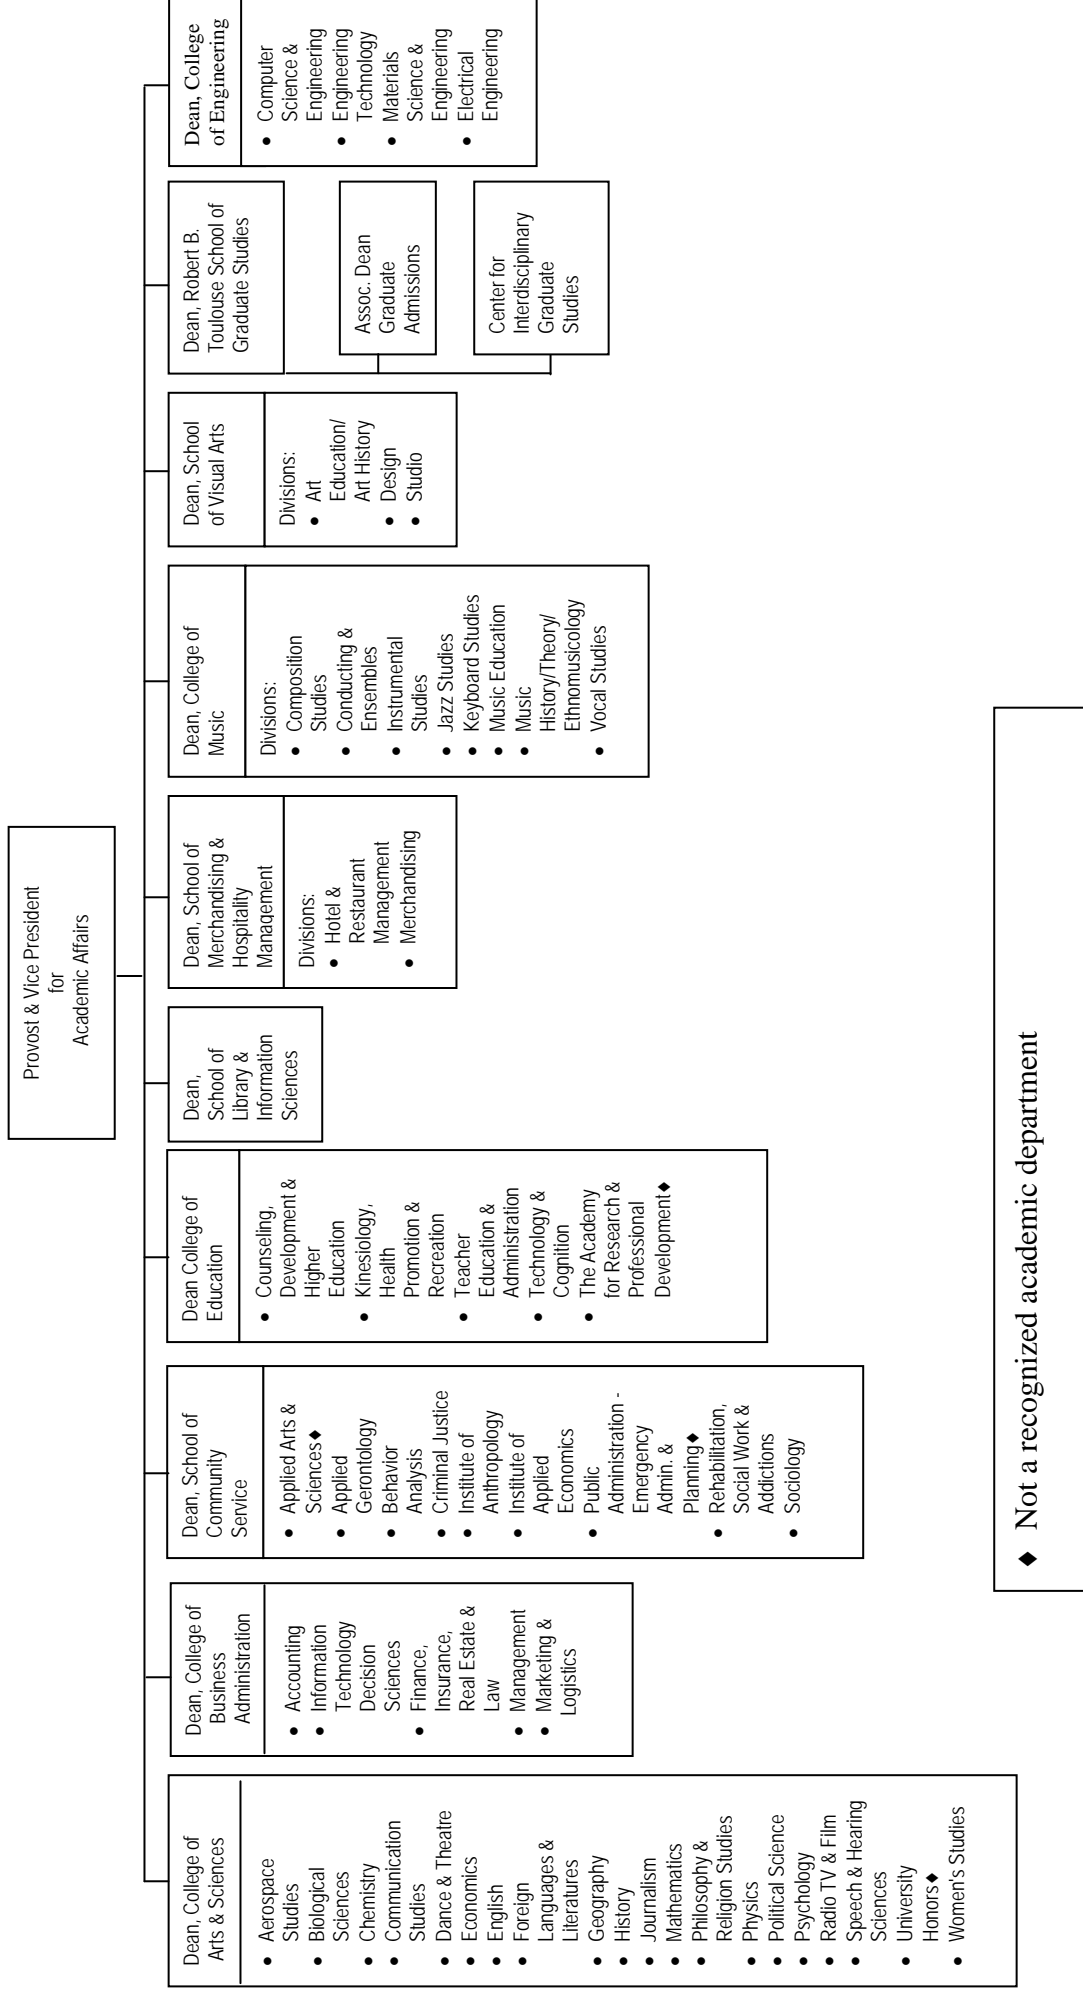 Provost & Vice President
for
Academic Affairs
Dean, College of
Arts & Sciences
• Aerospace
Studies
• Biological
Sciences
• Chemistry
• Communication
Studies
• Dance & Theatre
• Economics
• English
• Foreign
Languages &
Literatures
• Geography
• History
• Journalism
• Mathematics
• Philosophy &
Religion Studies
• Physics
• Political Science
• Psychology
• Radio TV & Film
• Speech & Hearing
Sciences
• University
Honors♦
• Women's Studies
Dean, College of
Business
Administration
• Accounting
• Information
Technology
Decision
Sciences
• Finance,
Insurance,
Real Estate &
Law
• Management
• Marketing &
Logistics
Dean, School of
Community
Service
• Applied Arts &
Sciences♦
• Applied
Gerontology
• Behavior
Analysis
• Criminal Justice
• Institute of
Anthropology
• Institute of
Applied
Economics
• Public
Administration -
Emergency
Admin. &
Planning♦
• Rehabilitation,
Social Work &
Addictions
• Sociology
Dean College of
Education
• Counseling,
Development &
Higher
Education
• Kinesiology,
Health
Promotion &
Recreation
• Teacher
Education &
Administration
• Technology &
Cognition
• The Academy
for Research &
Professional
Development♦
Dean,
School of
Library &
Information
Sciences
Dean, School of
Merchandising &
Hospitality
Management
Divisions:
• Hotel &
Restaurant
Management
• Merchandising
Dean, College of
Music
Divisions:
• Composition
Studies
• Conducting &
Ensembles
• Instrumental
Studies
• Jazz Studies
• Keyboard Studies
• Music Education
• Music
History/Theory/
Ethnomusicology
• Vocal Studies
Dean, School
of Visual Arts
Divisions:
• Art
Education/
Art History
• Design
• Studio
Dean, Robert B.
Toulouse School of
Graduate Studies
Assoc. Dean
Graduate
Admissions
Center for
Interdisciplinary
Graduate
Studies
Dean, College
of Engineering
• Computer
Science &
Engineering
• Engineering
Technology
• Materials
Science &
Engineering
• Electrical
Engineering
♦ Not a recognized academic department